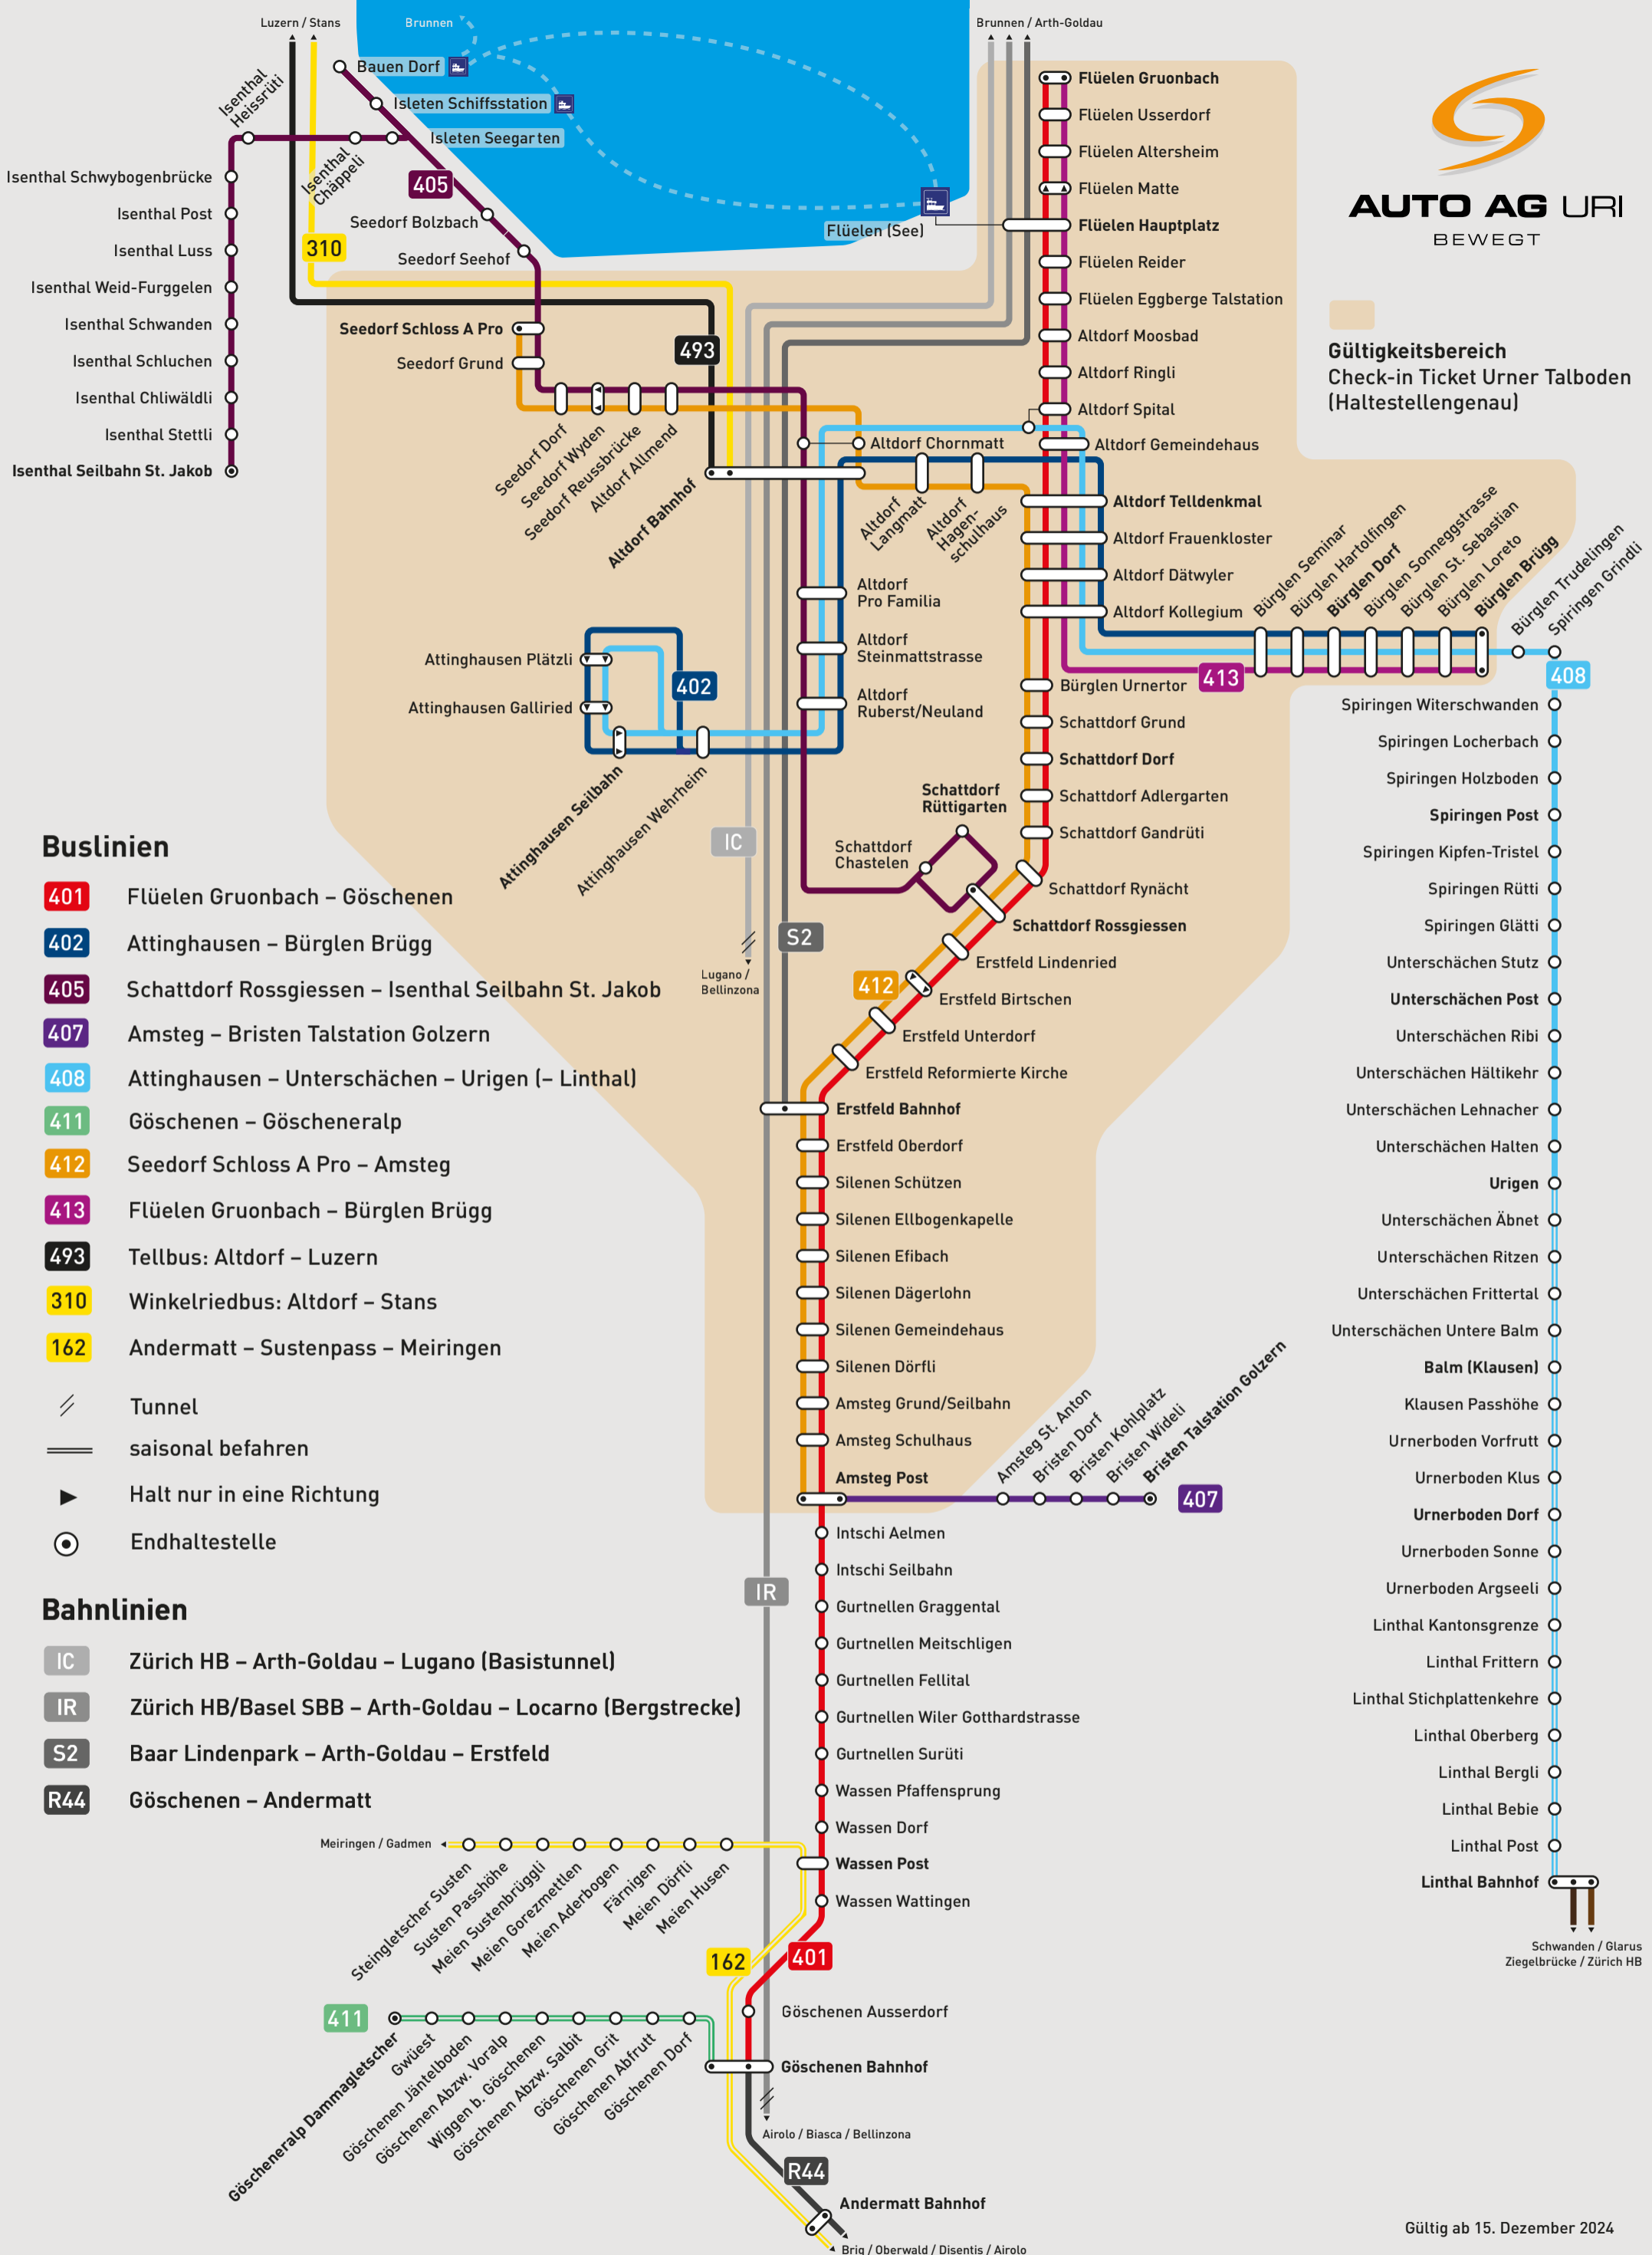 Luzern / Stans
Brunnen
Brunnen / Arth-Goldau
Bauen Dorf
Isleten Schiffsstation
Isleten Seegarten
Isenthal
Heissrüti
Isenthal
Chäppeli
405
310
Isenthal Schwybogenbrücke
Isenthal Post
Isenthal Luss
Isenthal Weid-Furggelen
Isenthal Schwanden
Isenthal Schluchen
Isenthal Chliwäldli
Isenthal Stettli
Isenthal Seilbahn St. Jakob
Seedorf Bolzbach
Seedorf Seehof
Seedorf Schloss A Pro
Seedorf Grund
493
Seedorf Dorf
Seedorf Wyden
Seedorf Reussbrücke
Altdorf Allmend
Altdorf Bahnhof
Flüelen (See)
Flüelen Gruonbach
Flüelen Usserdorf
Flüelen Altersheim
Flüelen Matte
Flüelen Hauptplatz
Flüelen Reider
Flüelen Eggberge Talstation
Altdorf Moosbad
Altdorf Ringli
Altdorf Spital
Altdorf Gemeindehaus
Altdorf Chornmatt
Altdorf
Langmatt
Altdorf
Hagen-
schulhaus
Altdorf Telldenkmal
Altdorf Frauenkloster
Altdorf Dätwyler
Altdorf Kollegium
AUTO AG URI
BEWEGT
Gültigkeitsbereich
Check-in Ticket Urner Talboden
(Haltestellengenau)
Bürglen Seminar
Bürglen Hartolfingen
Bürglen Dorf
Bürglen Sonneggstrasse
Bürglen St. Sebastian
Bürglen Loreto
Bürglen Brügg
Bürglen Trudelingen
Spiringen Grindli
413
408
Altdorf
Pro Familia
Altdorf
Steinmattstrasse
Altdorf
Ruberst/Neuland
Attinghausen Plätzli
Attinghausen Galliried
402
Attinghausen Seilbahn
Attinghausen Wehrheim
Bürglen Urnertor
Schattdorf Grund
Schattdorf Dorf
Schattdorf Adlergarten
Schattdorf Gandrüti
Schattdorf
Rüttigarten
Schattdorf
Chastelen
Schattdorf Rynächt
Schattdorf Rossgiessen
Erstfeld Lindenried
Erstfeld Birtschen
Erstfeld Unterdorf
Erstfeld Reformierte Kirche
412
IC
S2
Lugano /
Bellinzona
Erstfeld Bahnhof
Erstfeld Oberdorf
Silenen Schützen
Silenen Ellbogenkapelle
Silenen Efibach
Silenen Dägerlohn
Silenen Gemeindehaus
Silenen Dörfli
Amsteg Grund/Seilbahn
Amsteg Schulhaus
Amsteg Post
Amsteg St. Anton
Bristen Dorf
Bristen Kohlplatz
Bristen Wideli
Bristen Talstation Golzern
407
Intschi Aelmen
Intschi Seilbahn
Gurtnellen Graggental
Gurtnellen Meitschligen
Gurtnellen Fellital
Gurtnellen Wiler Gotthardstrasse
Gurtnellen Surüti
Wassen Pfaffensprung
Wassen Dorf
Wassen Post
Wassen Wattingen
IR
401
162
Göschenen Ausserdorf
Göschenen Bahnhof
Airolo / Biasca / Bellinzona
R44
Andermatt Bahnhof
Brig / Oberwald / Disentis / Airolo
Spiringen Witerschwanden
Spiringen Locherbach
Spiringen Holzboden
Spiringen Post
Spiringen Kipfen-Tristel
Spiringen Rütti
Spiringen Glätti
Unterschächen Stutz
Unterschächen Post
Unterschächen Ribi
Unterschächen Hältikehr
Unterschächen Lehnacher
Unterschächen Halten
Urigen
Unterschächen Äbnet
Unterschächen Ritzen
Unterschächen Frittertal
Unterschächen Untere Balm
Balm (Klausen)
Klausen Passhöhe
Urnerboden Vorfrutt
Urnerboden Klus
Urnerboden Dorf
Urnerboden Sonne
Urnerboden Argseeli
Linthal Kantonsgrenze
Linthal Frittern
Linthal Stichplattenkehre
Linthal Oberberg
Linthal Bergli
Linthal Bebie
Linthal Post
Linthal Bahnhof
Schwanden / Glarus
Ziegelbrücke / Zürich HB
Buslinien
401 Flüelen Gruonbach – Göschenen
402 Attinghausen – Bürglen Brügg
405 Schattdorf Rossgiessen – Isenthal Seilbahn St. Jakob
407 Amsteg – Bristen Talstation Golzern
408 Attinghausen – Unterschächen – Urigen (– Linthal)
411 Göschenen – Göscheneralp
412 Seedorf Schloss A Pro – Amsteg
413 Flüelen Gruonbach – Bürglen Brügg
493 Tellbus: Altdorf – Luzern
310 Winkelriedbus: Altdorf – Stans
162 Andermatt – Sustenpass – Meiringen
Tunnel
saisonal befahren
Halt nur in eine Richtung
Endhaltestelle
Bahnlinien
IC Zürich HB – Arth-Goldau – Lugano (Basistunnel)
IR Zürich HB/Basel SBB – Arth-Goldau – Locarno (Bergstrecke)
S2 Baar Lindenpark – Arth-Goldau – Erstfeld
R44 Göschenen – Andermatt
Meiringen / Gadmen
Steingletscher Susten
Susten Passhöhe
Meien Sustenbrüggli
Meien Gorezmettlen
Meien Aderbogen
Färnigen
Meien Dörfli
Meien Husen
411
Göscheneralp Dammagletscher
Gwüest
Göschenen Jäntelboden
Göschenen Abzw. Voralp
Wiggen b. Göschenen
Göschenen Abzw. Salbit
Göschenen Grit
Göschenen Abfrutt
Göschenen Dorf
Gültig ab 15. Dezember 2024